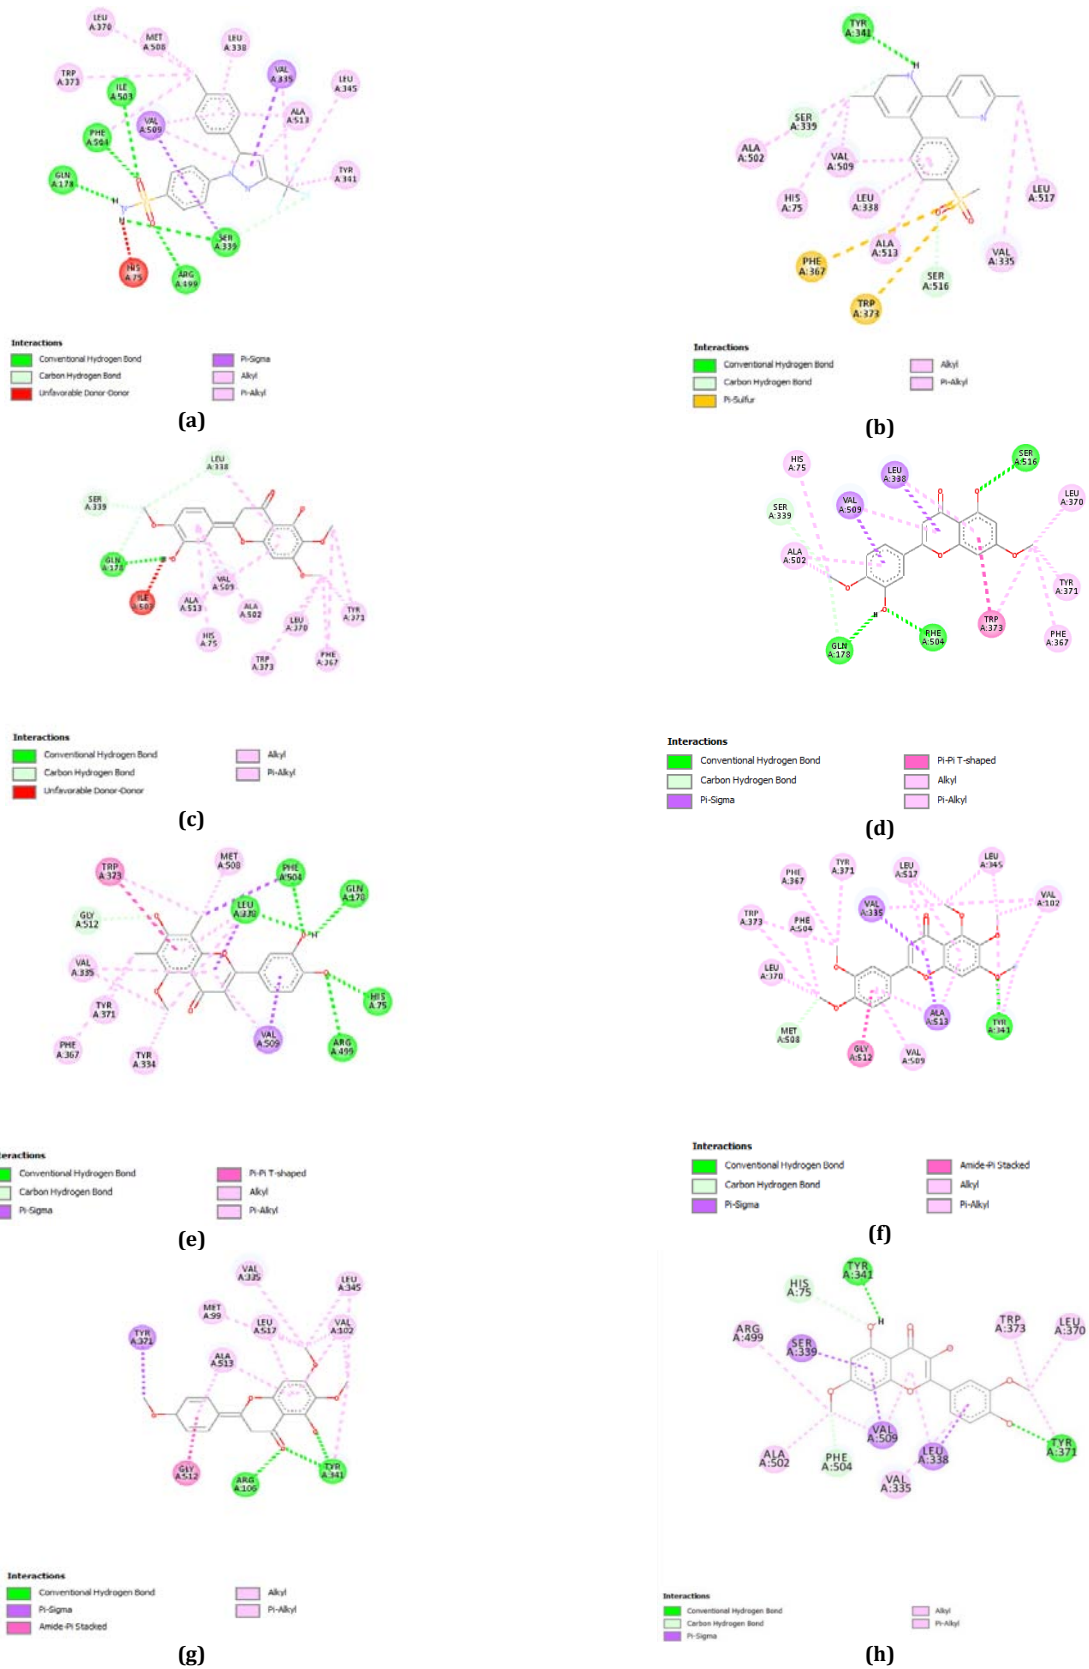 LEU
A:370
MET
A:508
LEU
A:338
TRP
A:373
ILE
A:503
VAL
A:335
LEU
A:345
PHE
A:504
VAL
A:509
ALA
A:513
GLN
A:178
TYR
A:341
H
H
SER
A:339
HIS
A:75
ARG
A:499
Interactions
Conventional Hydrogen Bond
Carbon Hydrogen Bond
Unfavorable Donor-Donor
Pi-Sigma
Alkyl
Pi-Alkyl
(a)
TYR
A:341
H
SER
A:339
ALA
A:502
VAL
A:509
HIS
A:75
LEU
A:338
LEU
A:517
ALA
A:513
VAL
A:335
PHE
A:367
SER
A:516
TRP
A:373
Interactions
Conventional Hydrogen Bond
Carbon Hydrogen Bond
Pi-Sulfur
Alkyl
Pi-Alkyl
(b)
LEU
A:338
SER
A:339
GLN
A:178
ILE
A:503
ALA
A:513
VAL
A:509
ALA
A:502
HIS
A:75
LEU
A:370
TYR
A:371
TRP
A:373
PHE
A:367
Interactions
Conventional Hydrogen Bond
Carbon Hydrogen Bond
Unfavorable Donor-Donor
Alkyl
Pi-Alkyl
(c)
HIS
A:75
LEU
A:338
SER
A:516
VAL
A:509
LEU
A:370
SER
A:339
ALA
A:502
TYR
A:371
H
TRP
A:373
PHE
A:504
PHE
A:367
GLN
A:178
Interactions
Conventional Hydrogen Bond
Carbon Hydrogen Bond
Pi-Sigma
Pi-Pi T-shaped
Alkyl
Pi-Alkyl
(d)
TRP
A:373
MET
A:508
PHE
A:504
GLN
A:178
GLY
A:512
LEU
A:338
H
VAL
A:335
TYR
A:371
HIS
A:75
PHE
A:367
TYR
A:334
VAL
A:509
ARG
A:499
teractions
Conventional Hydrogen Bond
Carbon Hydrogen Bond
Pi-Sigma
Pi-Pi T-shaped
Alkyl
Pi-Alkyl
(e)
PHE
A:367
TYR
A:371
LEU
A:517
LEU
A:345
VAL
A:102
TRP
A:373
PHE
A:504
VAL
A:335
LEU
A:370
MET
A:508
ALA
A:513
TYR
A:341
GLY
A:512
VAL
A:509
Interactions
Conventional Hydrogen Bond
Carbon Hydrogen Bond
Pi-Sigma
Amide-Pi Stacked
Alkyl
Pi-Alkyl
(f)
VAL
A:335
LEU
A:345
MET
A:99
LEU
A:517
VAL
A:102
TYR
A:371
ALA
A:513
GLY
A:512
ARG
A:106
TYR
A:341
Interactions
Conventional Hydrogen Bond
Pi-Sigma
Amide-Pi Stacked
Alkyl
Pi-Alkyl
(g)
HIS
A:75
TYR
A:341
H
ARG
A:499
SER
A:339
TRP
A:373
LEU
A:370
ALA
A:502
PHE
A:504
VAL
A:509
LEU
A:338
VAL
A:335
TYR
A:371
Interactions
Conventional Hydrogen Bond
Carbon Hydrogen Bond
Pi-Sigma
Alkyl
Pi-Alkyl
(h)